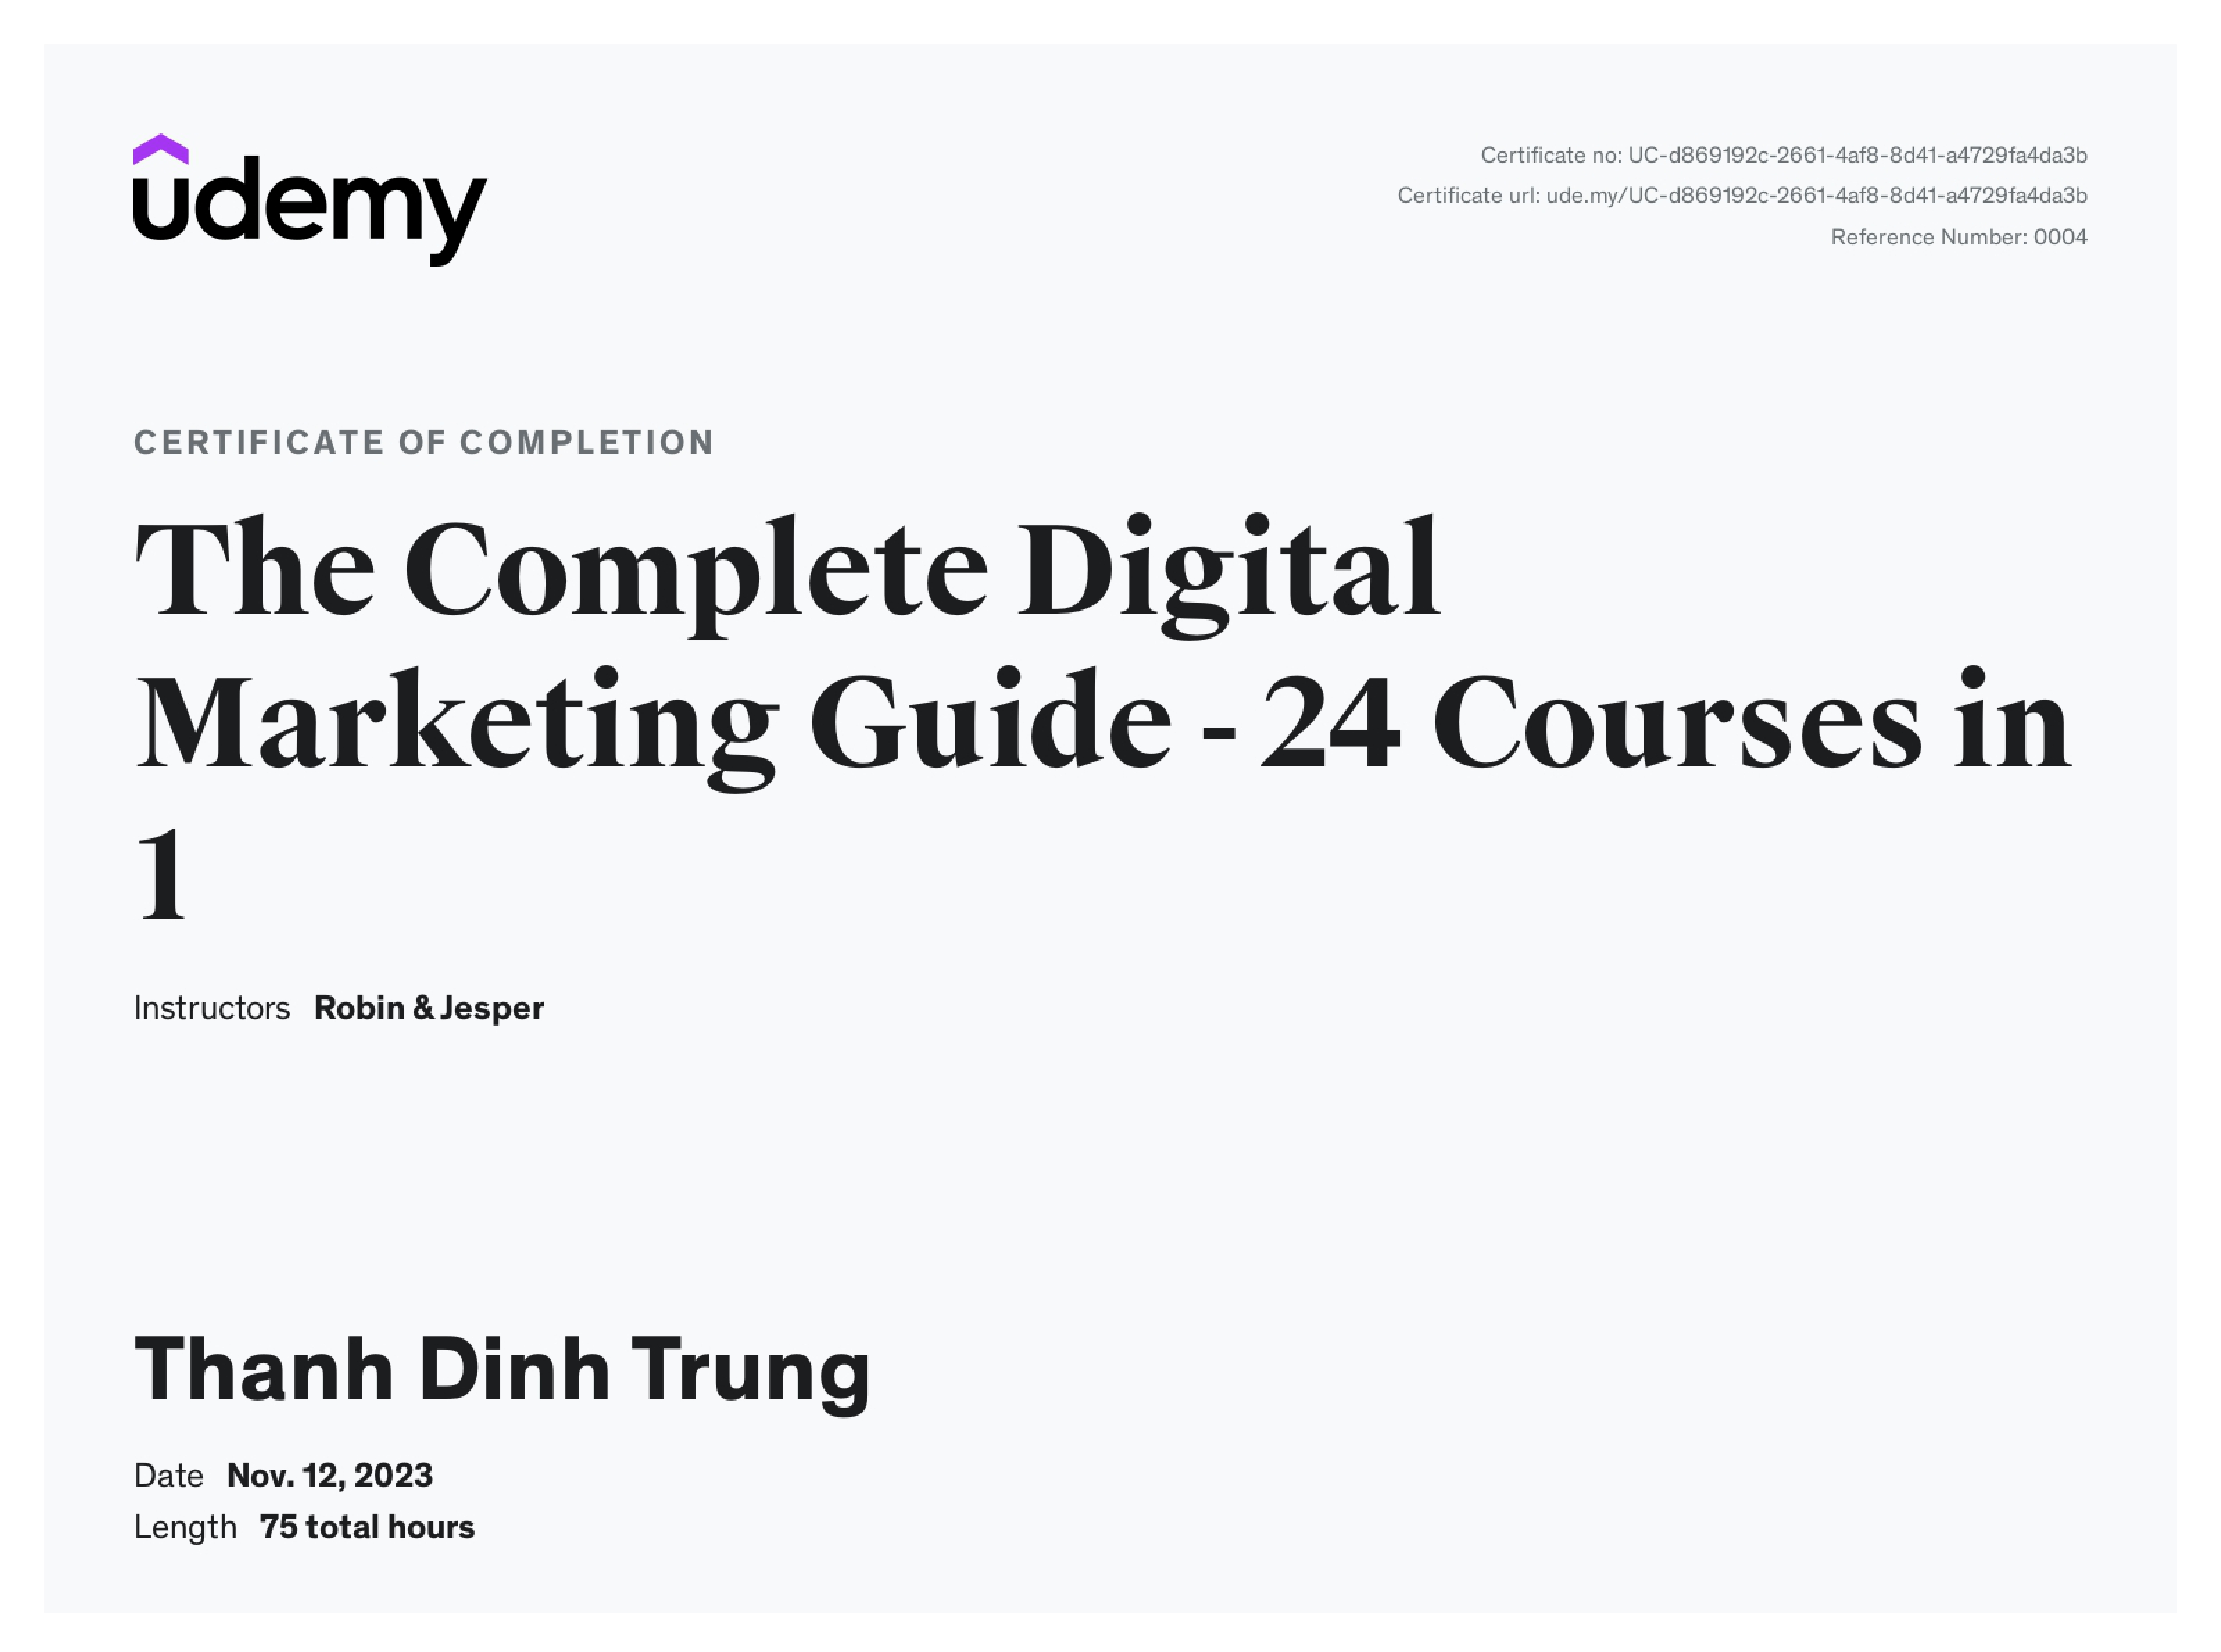 udemy
Certificate no: UC-d869192c-2661-4af8-8d41-a4729fa4da3b
Certificate url: ude.my/UC-d869192c-2661-4af8-8d41-a4729fa4da3b
Reference Number: 0004
CERTIFICATE OF COMPLETION
The Complete Digital
Marketing Guide - 24 Courses in
1
Instructors Robin & Jesper
Thanh Dinh Trung
Date Nov. 12, 2023
Length 75 total hours